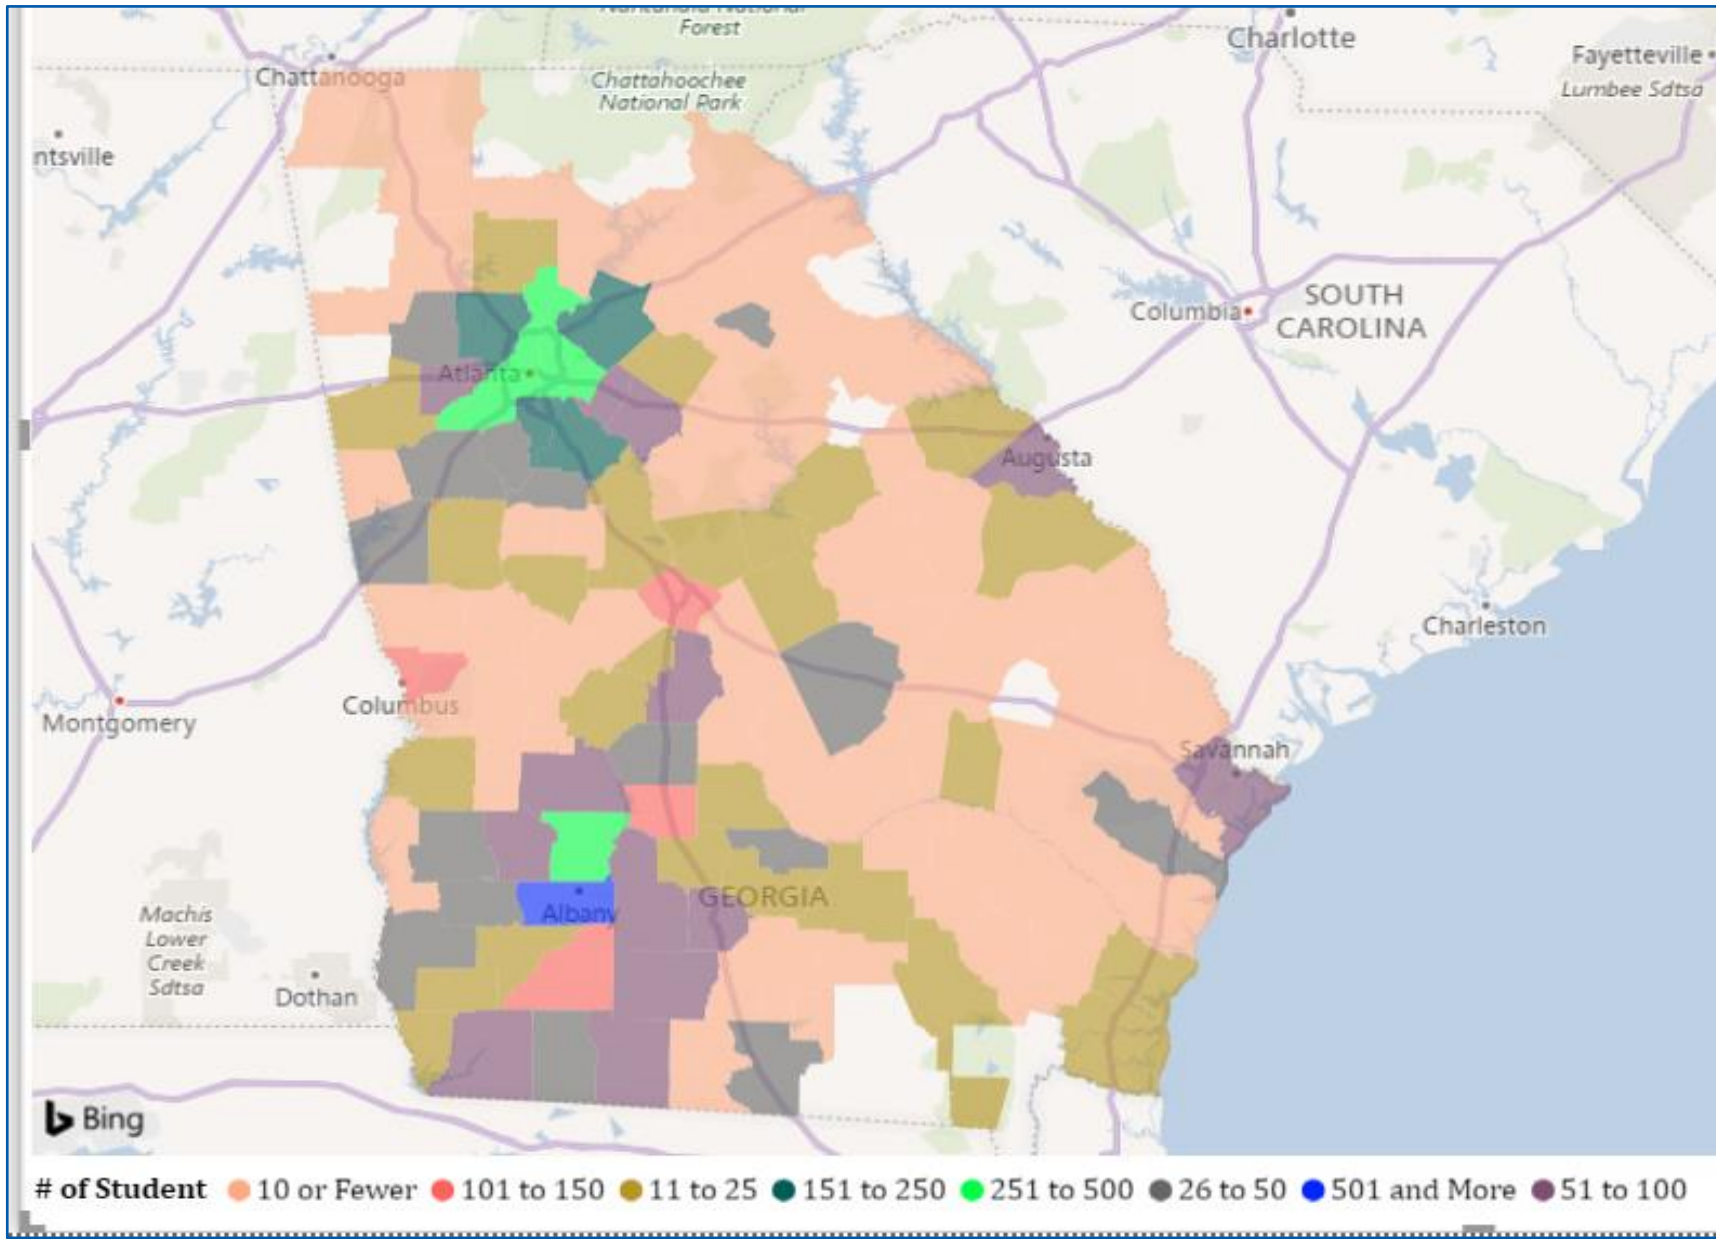 Nantahala National
Forest
Charlotte
Fayetteville
Lumbee Sdtsa
Chattanooga
Chattahoochee
National Park
ntsville
SOUTH
CAROLINA
Columbia
Atlanta
Augusta
Charleston
Columbus
Montgomery
Savannah
GEORGIA
Albany
Machis
Lower
Creek
Sdtsa
Dothan
Bing
# of Student 10 or Fewer 101 to 150 11 to 25 151 to 250 251 to 500 26 to 50 501 and More 51 to 100